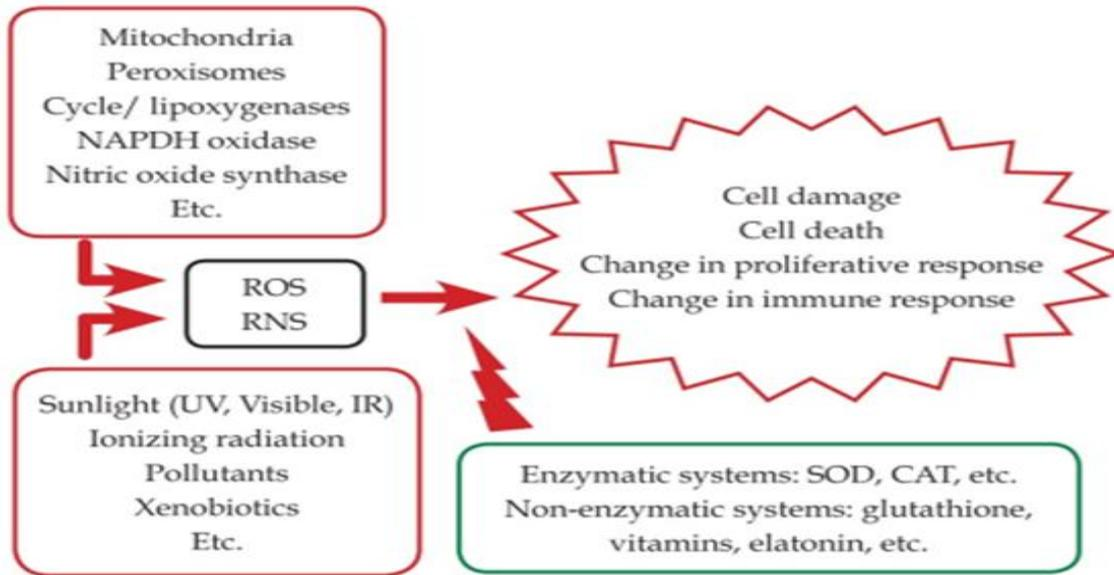 Mitochondria
Peroxisomes
Cycle/ lipoxygenases
NAPDH oxidase
Nitric oxide synthase
Etc.
ROS
RNS
Cell damage
Cell death
Change in proliferative response
Change in immune response
Sunlight (UV, Visible, IR)
Ionizing radiation
Pollutants
Xenobiotics
Etc.
Enzymatic systems: SOD, CAT, etc.
Non-enzymatic systems: glutathione,
vitamins, elatonin, etc.